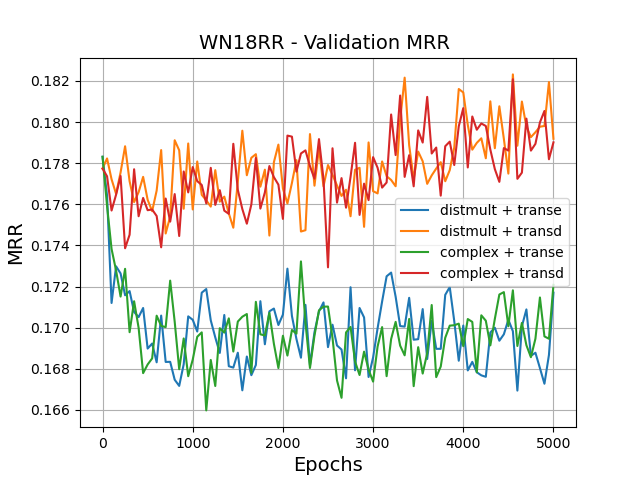 WN18RR - Validation MRR
MRR
0.182
0.180
0.178
0.176
0.174
0.172
0.170
0.168
0.166
distmult + transe
distmult + transd
complex + transe
complex + transd
0 1000 2000 3000 4000 5000
Epochs